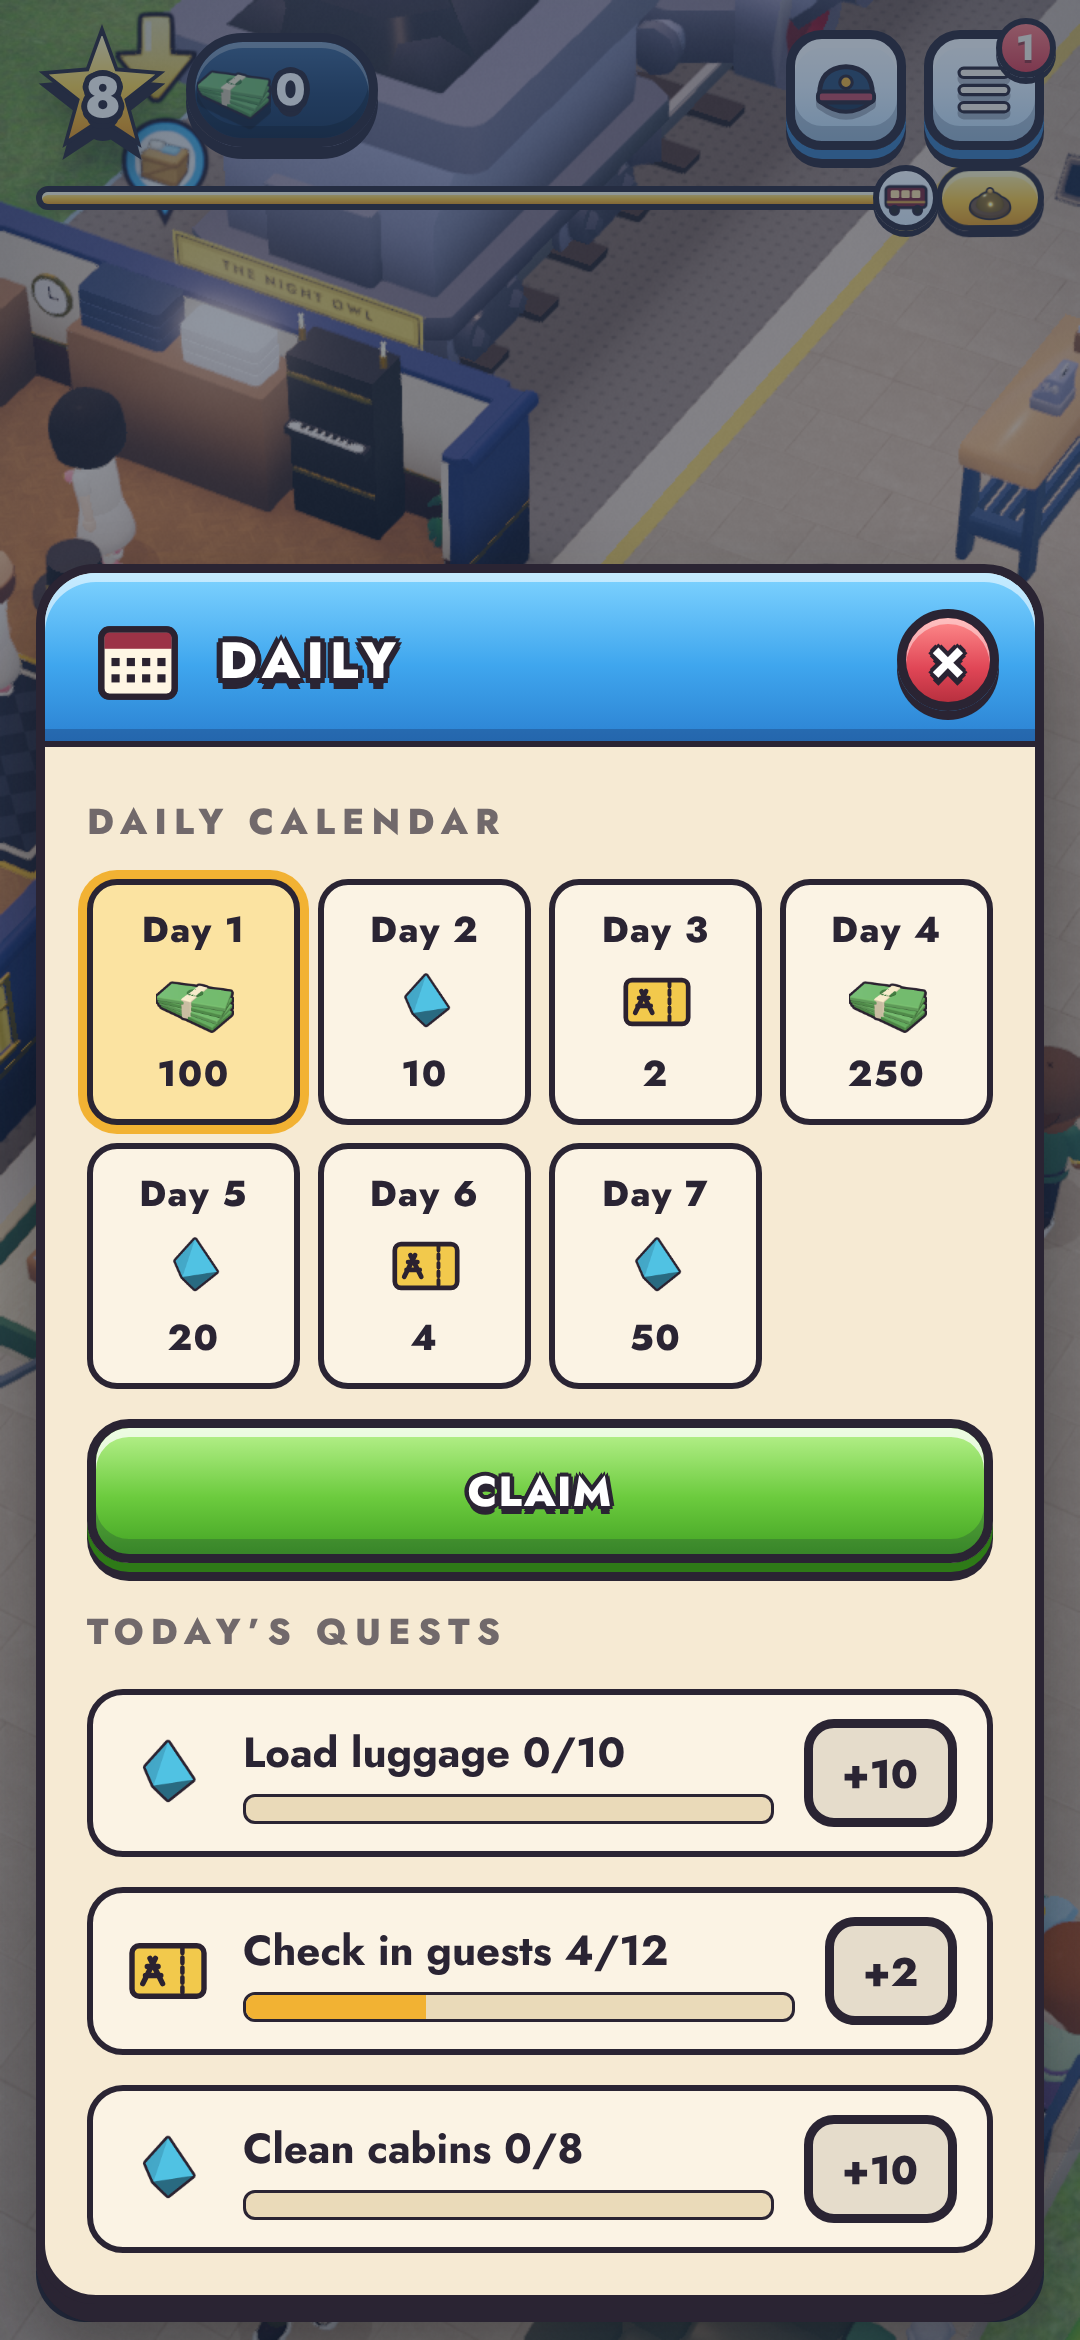 8
0
1
THE NIGHT OWL
DAILY
DAILY CALENDAR
Day 1
100
Day 2
10
Day 3
2
Day 4
250
Day 5
20
Day 6
4
Day 7
50
CLAIM
TODAY'S QUESTS
Load luggage 0/10
+10
Check in guests 4/12
+2
Clean cabins 0/8
+10